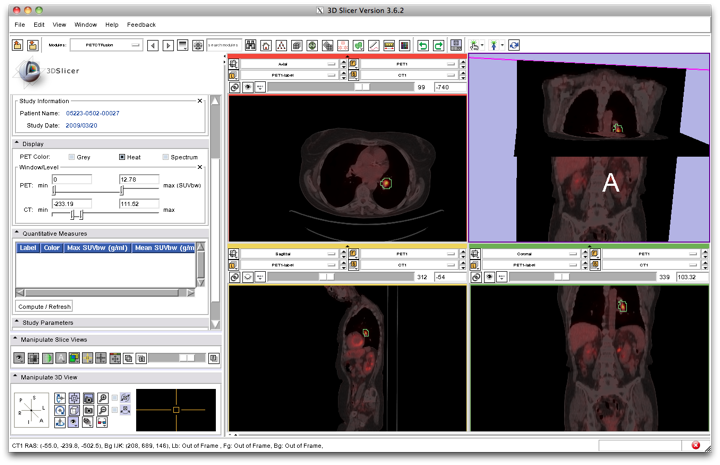 3D Slicer Version 3.6.2
File Edit View Window Help Feedback
Modules: PETCTFusion
3DSlicer
Study Information
Patient Name: 05223-0502-00027
Study Date: 2009/03/20
Display
PET Color: Grey Heat Spectrum
Window/Level
0 12.78
PET: min max (SUVbw)
-233.19 111.52
CT: min max
Quantitative Measures
Label Color Max SUVbw (g/ml) Mean SUVbw (g/m
Compute / Refresh
Study Parameters
Manipulate Slice Views
Manipulate 3D View
P S
R L
I A
Axial PET1
PET1-label CT1
99 -740
A
Sagittal PET1
PET1-label CT1
312 -54
Coronal PET1
PET1-label CT1
339 103.32
CT1 RAS: (-55.0, -239.8, -502.5), Bg IJK: (208, 689, 146), Lb: Out of Frame , Fg: Out of Frame, Bg: Out of Frame,